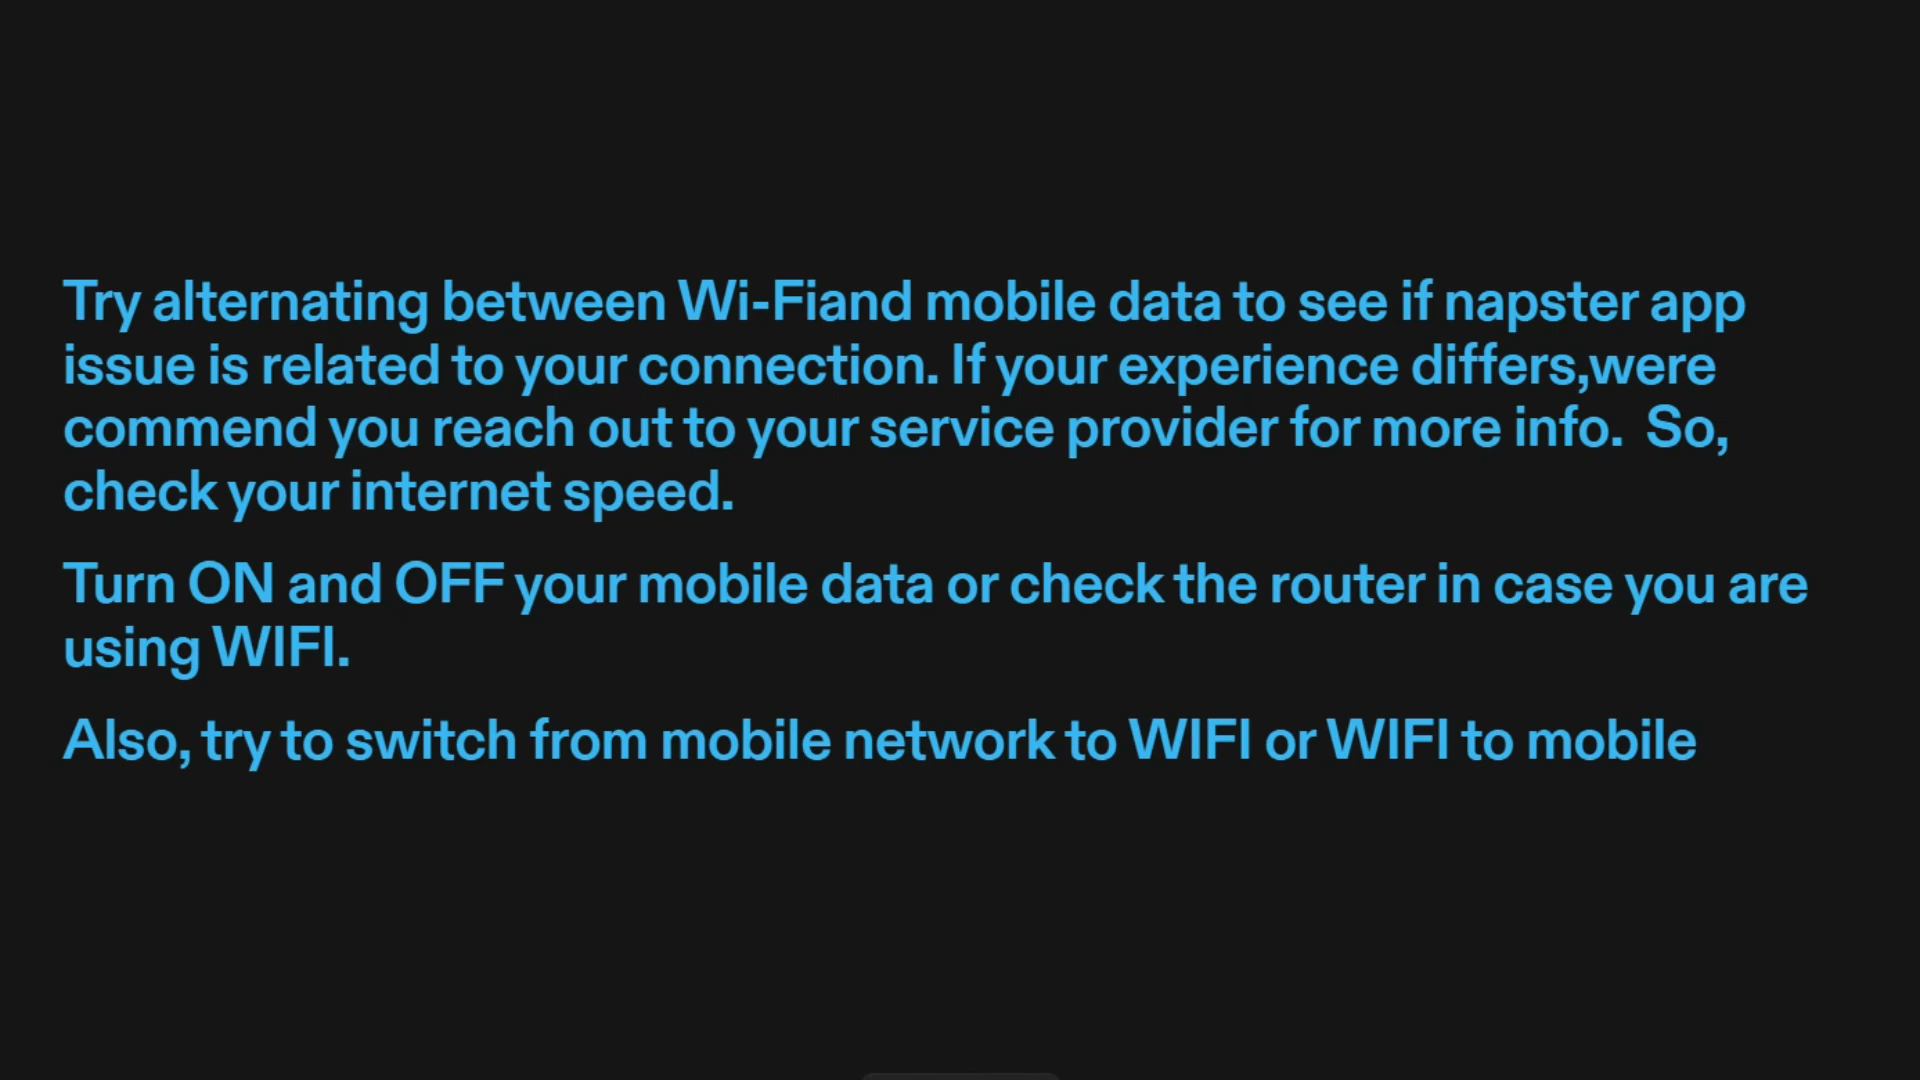 Try alternating between Wi-Fiand mobile data to see if napster app
issue is related to your connection. If your experience differs,were
commend you reach out to your service provider for more info.  So,
check your internet speed.
Turn ON and OFF your mobile data or check the router in case you are
using WIFI.
Also, try to switch from mobile network to WIFI or WIFI to mobile